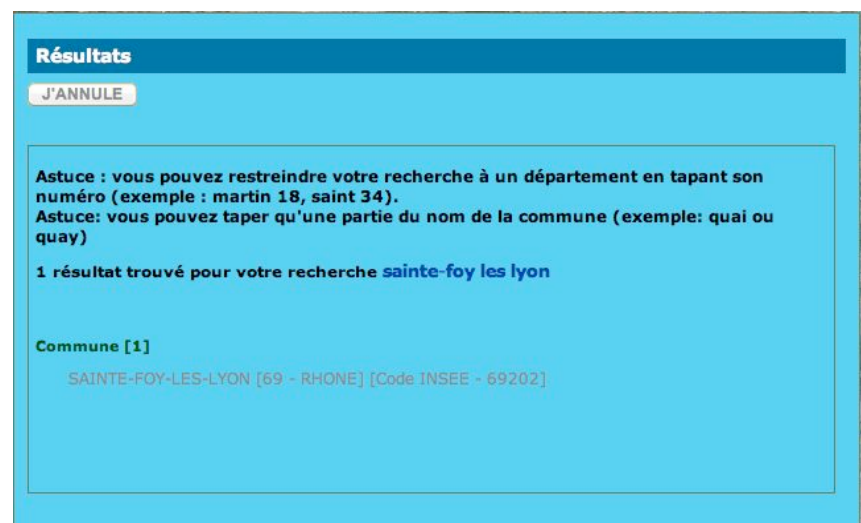 Résultats
J'ANNULE
Astuce : vous pouvez restreindre votre recherche à un département en tapant son
numéro (exemple : martin 18, saint 34).
Astuce: vous pouvez taper qu'une partie du nom de la commune (exemple: quai ou
quay)
1 résultat trouvé pour votre recherche sainte-foy les lyon
Commune [1]
SAINTE-FOY-LES-LYON [69 - RHONE] [Code INSEE - 69202]